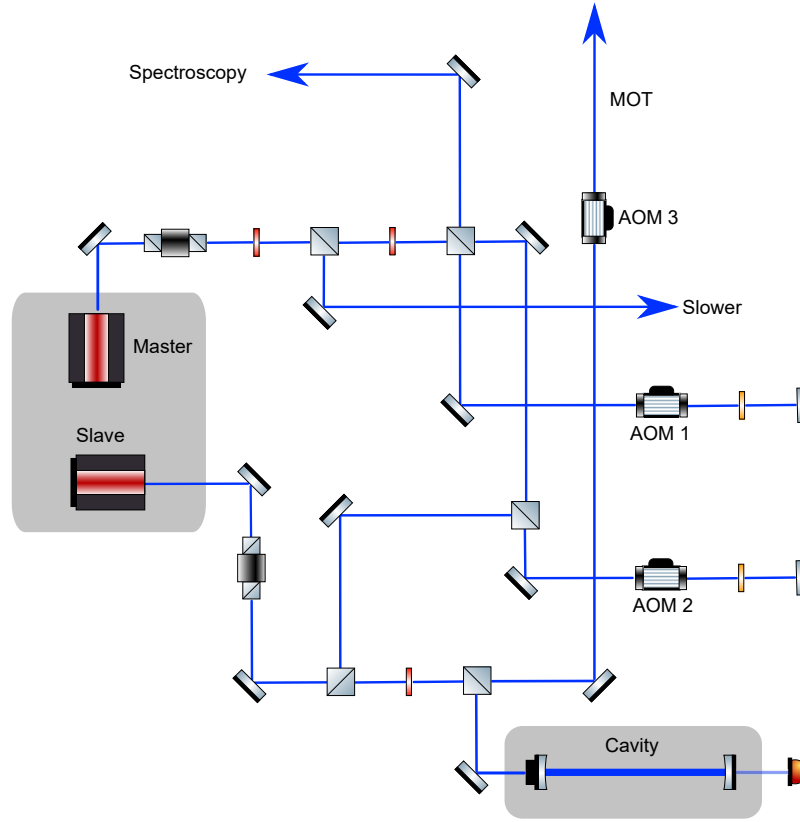 Spectroscopy
MOT
AOM 3
Slower
Master
Slave
AOM 1
AOM 2
Cavity